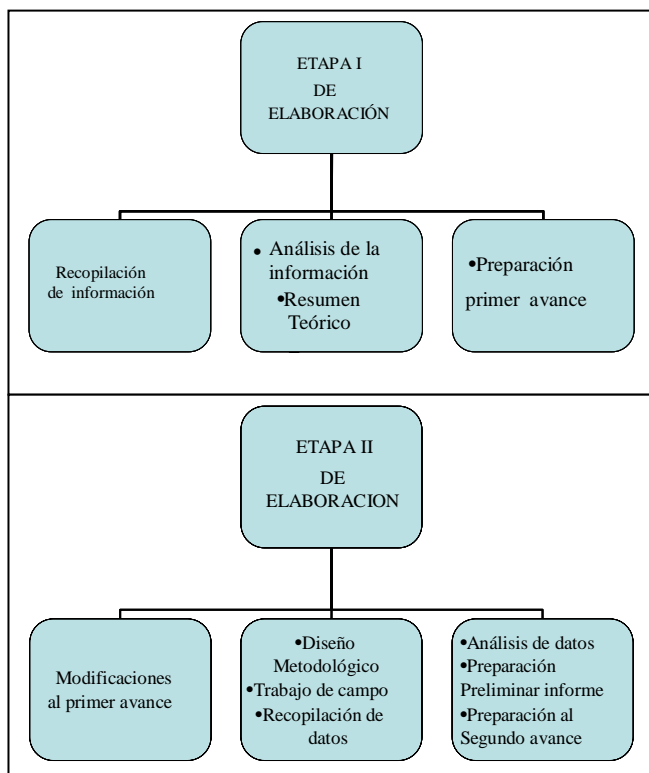 ETAPA I
DE
ELABORACIÓN
Recopilación
de información
• Análisis de la
información
•Resumen
Teórico
•Preparación
primer avance
ETAPA II
DE
ELABORACION
Modificaciones
al primer avance
•Diseño
Metodológico
•Trabajo de campo
•Recopilación de
datos
•Análisis de datos
•Preparación
Preliminar informe
•Preparación al
Segundo avance